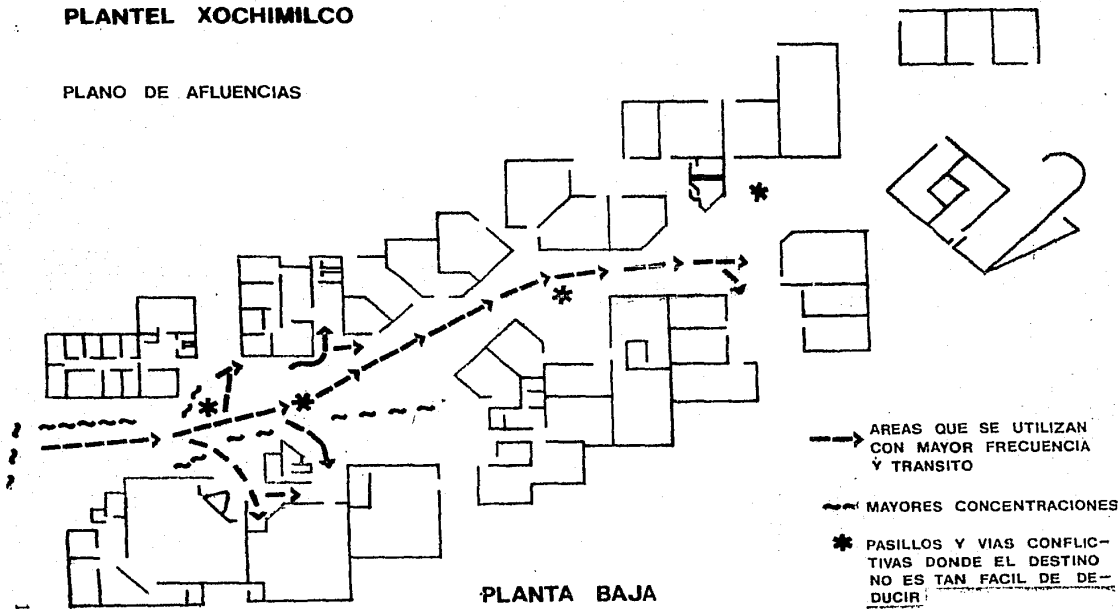 PLANTEL XOCHIMILCO
PLANO DE AFLUENCIAS
AREAS QUE SE UTILIZAN
CON MAYOR FRECUENCIA
Y TRANSITO
MAYORES CONCENTRACIONES
PASILLOS Y VIAS CONFLIC-
TIVAS DONDE EL DESTINO
NO ES TAN FACIL DE DE-
DUCIR
PLANTA BAJA